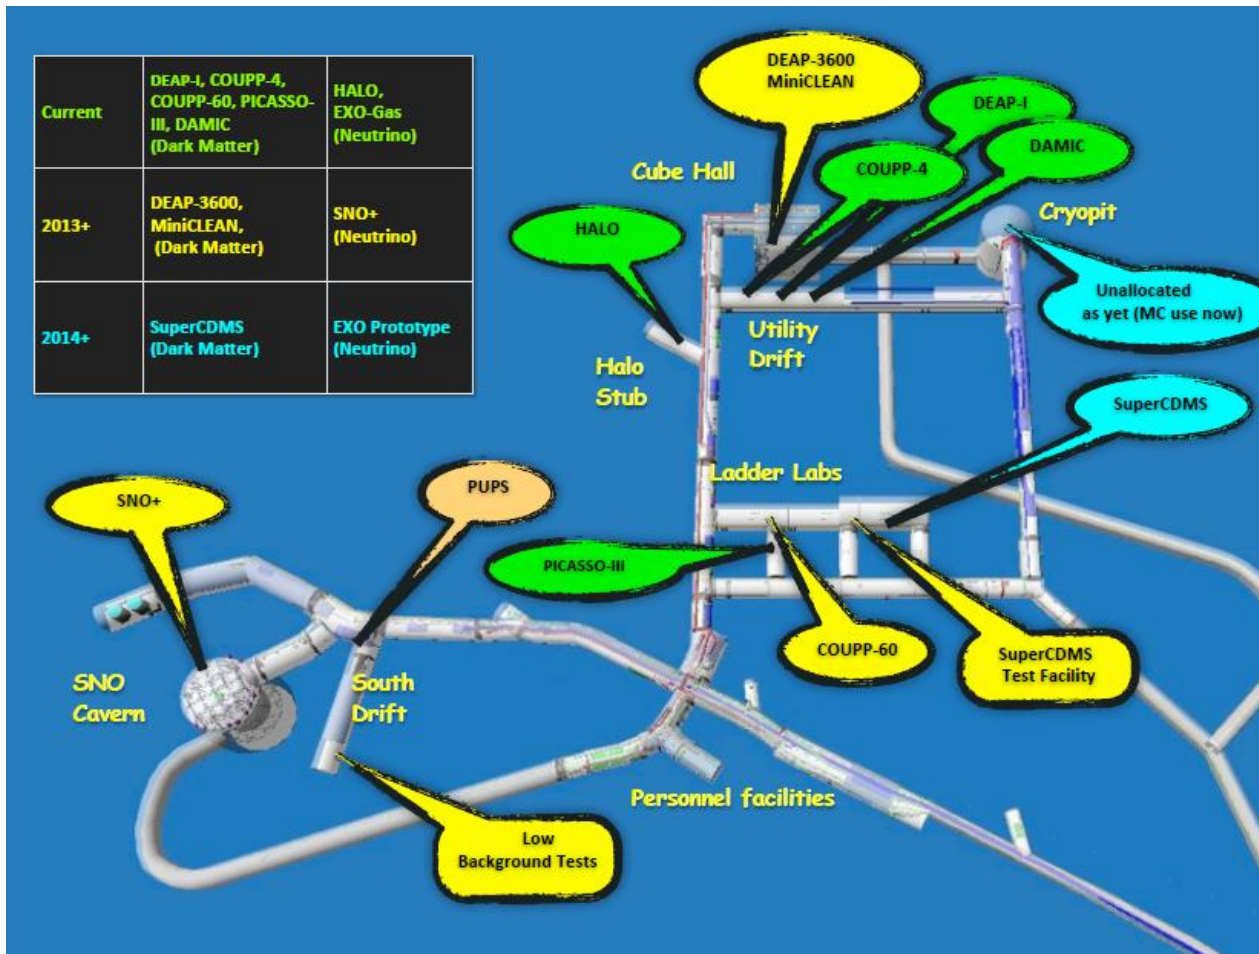 Current
DEAP-I, COUPP-4,
COUPP-60, PICASSO-
III, DAMIC
(Dark Matter)
HALO,
EXO-Gas
(Neutrino)
2013+
DEAP-3600,
MiniCLEAN,
(Dark Matter)
SNO+
(Neutrino)
2014+
SuperCDMS
(Dark Matter)
EXO Prototype
(Neutrino)
DEAP-3600
MiniCLEAN
DEAP-I
DAMIC
COUPP-4
Cube Hall
Cryopit
HALO
Unallocated
as yet (MC use now)
Utility
Drift
Halo
Stub
SuperCDMS
Ladder Labs
SNO+
PUPS
PICASSO-III
COUPP-60
SuperCDMS
Test Facility
SNO
Cavern
South
Drift
Personnel facilities
Low
Background Tests